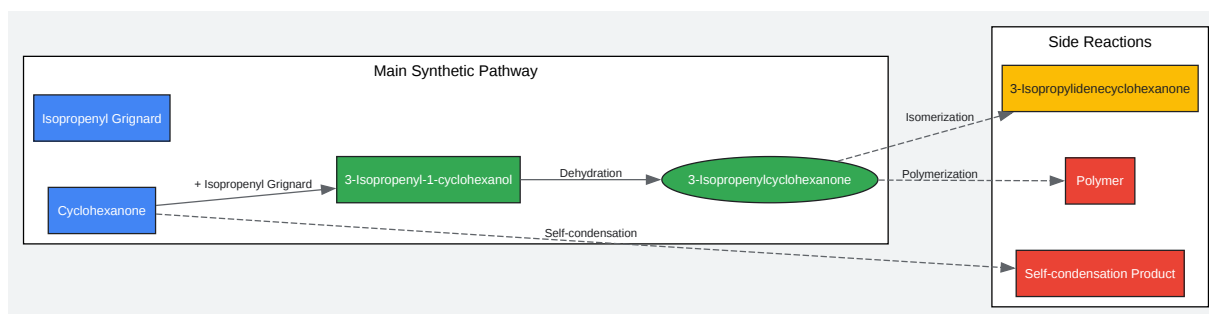 Main Synthetic Pathway
Isopropenyl Grignard
Cyclohexanone
+ Isopropenyl Grignard
3-Isopropenyl-1-cyclohexanol
Dehydration
3-Isopropenylcyclohexanone
Self-condensation
Isomerization
Polymerization
Side Reactions
3-Isopropylidenecyclohexanone
Polymer
Self-condensation Product